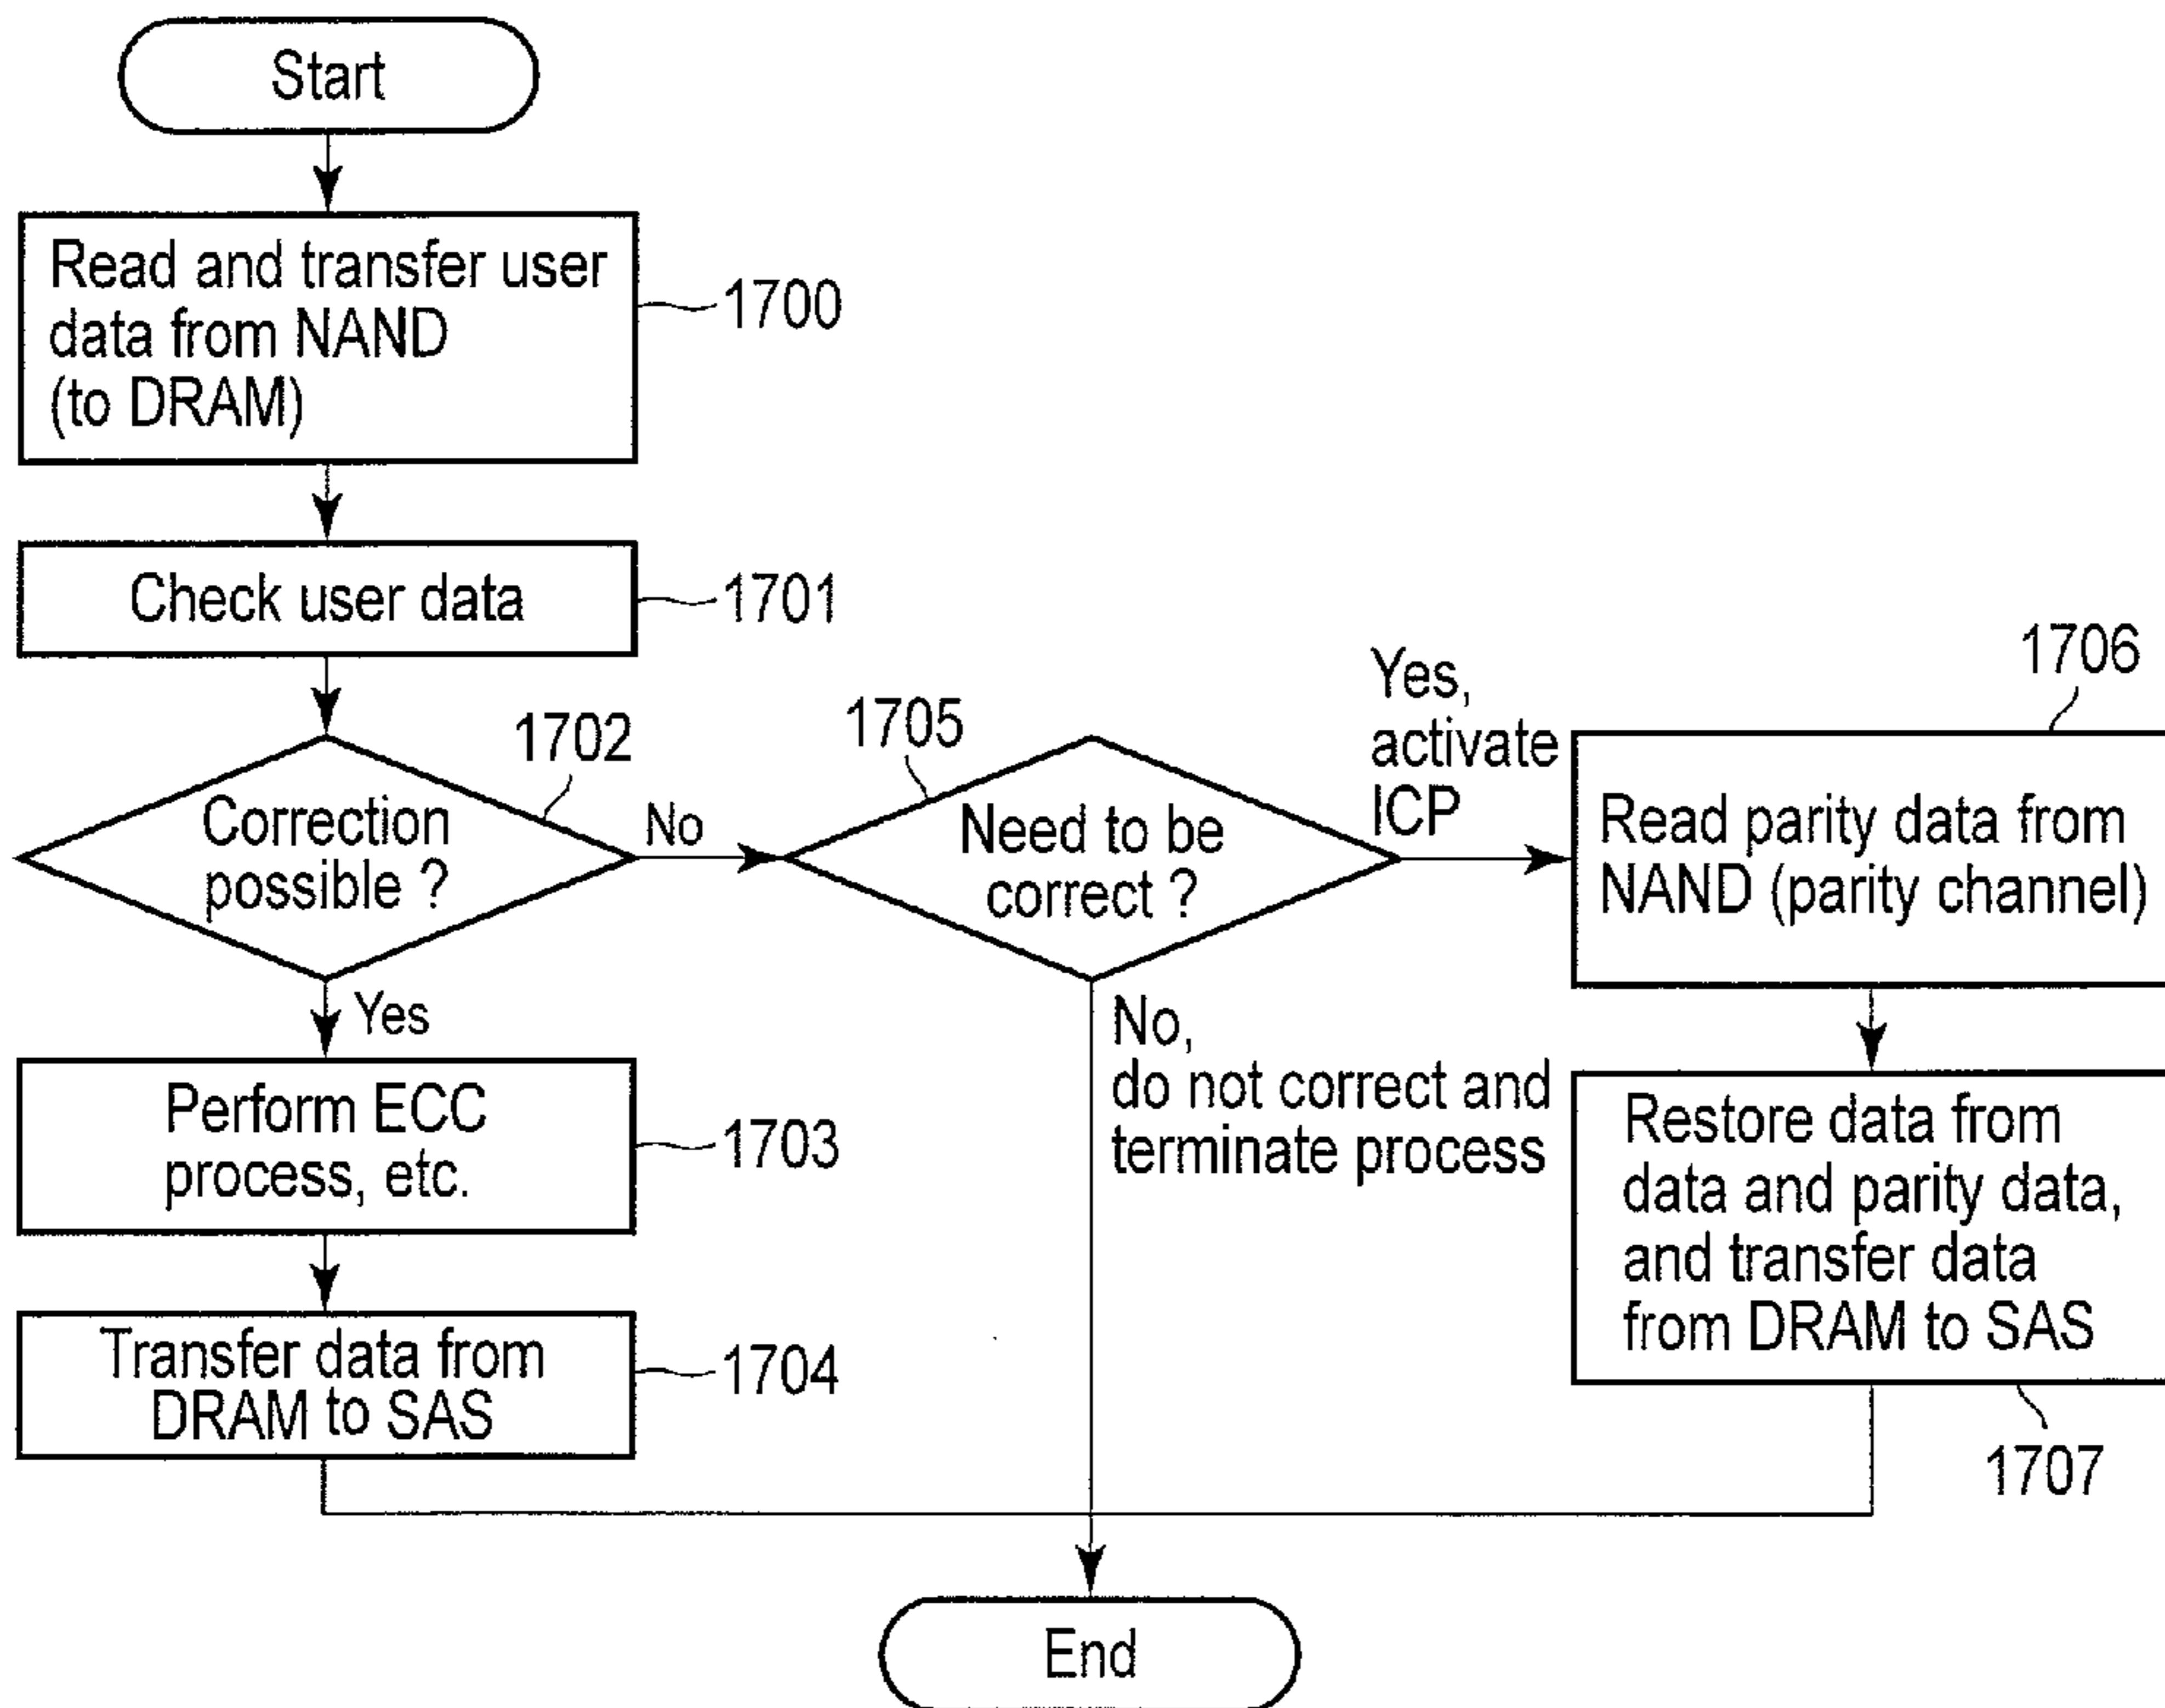 Start
Read and transfer user
data from NAND
(to DRAM)
1700
Check user data
1701
1702
Correction
possible ?
No
Yes
1705
Need to be
correct ?
Yes,
activate
ICP
No,
do not correct and
terminate process
1706
Read parity data from
NAND (parity channel)
Perform ECC
process, etc.
1703
Transfer data from
DRAM to SAS
1704
Restore data from
data and parity data,
and transfer data
from DRAM to SAS
1707
End